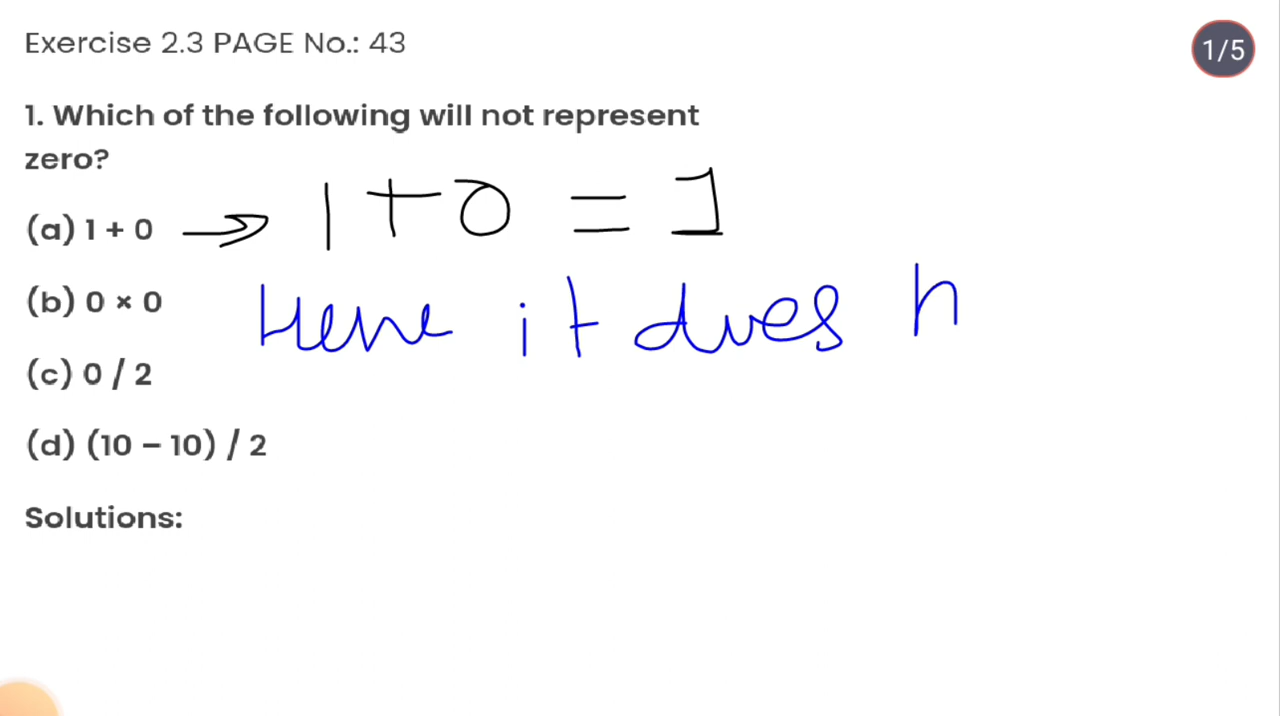 Exercise 2.3 PAGE No.: 43
1/5
1. Which of the following will not represent
zero?
(a) 1 + 0 → 1 + 0 = 1
(b) 0 × 0
Here it does n
(c) 0 / 2
(d) (10 – 10) / 2
Solutions: